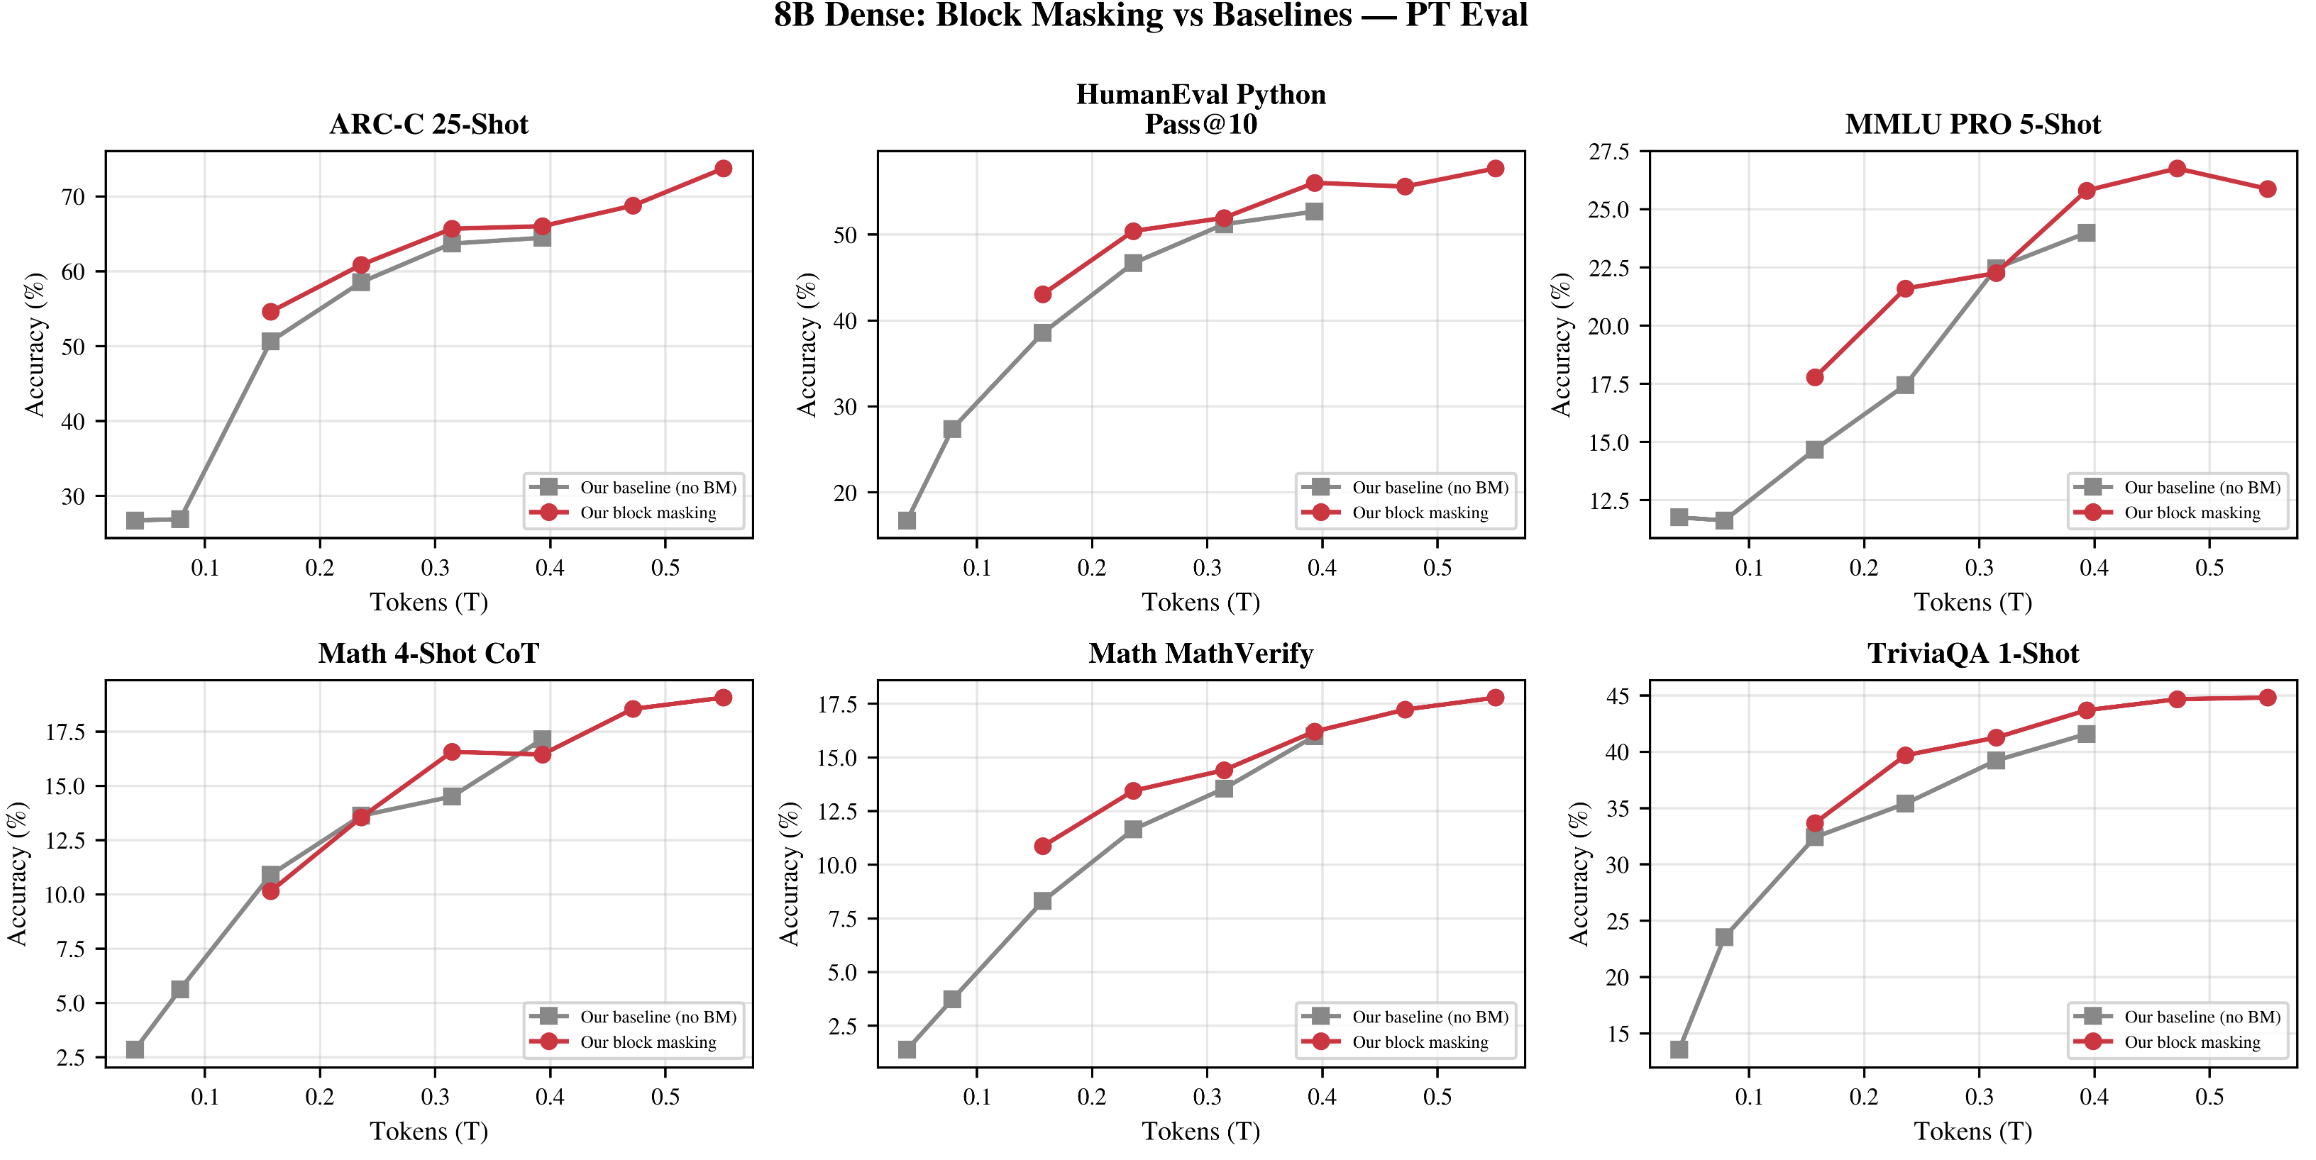 8B Dense: Block Masking vs Baselines — PT Eval
ARC-C 25-Shot
70
60
50
40
30
Accuracy (%)
0.1 0.2 0.3 0.4 0.5
Tokens (T)
Our baseline (no BM)
Our block masking
HumanEval Python
Pass@10
50
40
30
20
Accuracy (%)
0.1 0.2 0.3 0.4 0.5
Tokens (T)
Our baseline (no BM)
Our block masking
MMLU PRO 5-Shot
27.5
25.0
22.5
20.0
17.5
15.0
12.5
Accuracy (%)
0.1 0.2 0.3 0.4 0.5
Tokens (T)
Our baseline (no BM)
Our block masking
Math 4-Shot CoT
17.5
15.0
12.5
10.0
7.5
5.0
2.5
Accuracy (%)
0.1 0.2 0.3 0.4 0.5
Tokens (T)
Our baseline (no BM)
Our block masking
Math MathVerify
17.5
15.0
12.5
10.0
7.5
5.0
2.5
Accuracy (%)
0.1 0.2 0.3 0.4 0.5
Tokens (T)
Our baseline (no BM)
Our block masking
TriviaQA 1-Shot
45
40
35
30
25
20
15
Accuracy (%)
0.1 0.2 0.3 0.4 0.5
Tokens (T)
Our baseline (no BM)
Our block masking